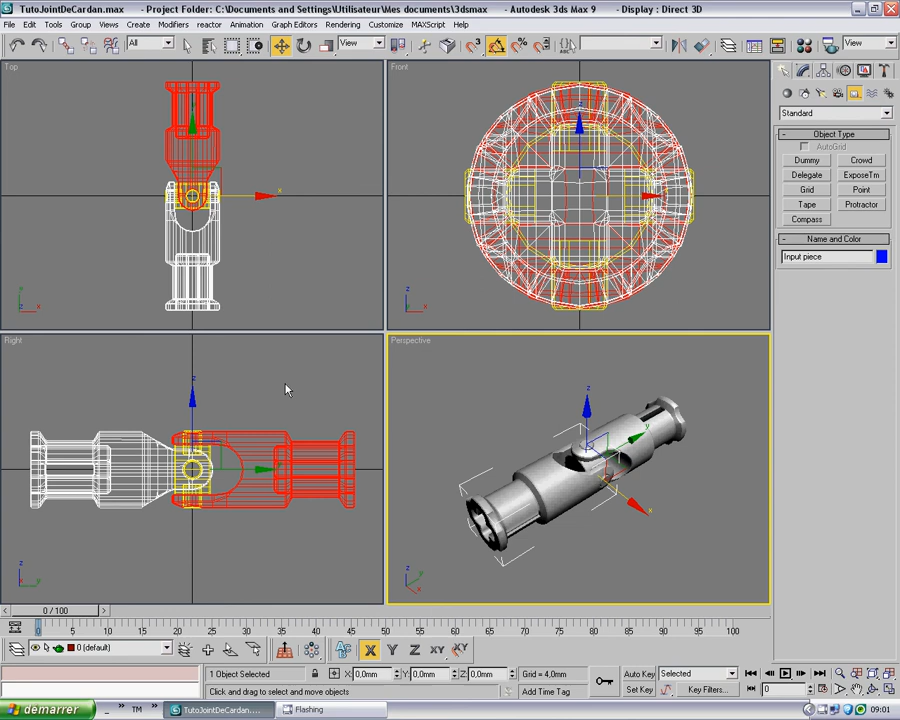 TutoJointDeCardan.max - Project Folder: C:\Documents and Settings\Utilisateur\Mes documents\3dsmax - Autodesk 3ds Max 9 - Display : Direct 3D
File Edit Tools Group Views Create Modifiers reactor Animation Graph Editors Rendering Customize MAXScript Help
All View View
Top
Front
Right
Perspective
Standard
- Object Type
AutoGrid
Dummy Crowd
Delegate ExposeTm
Grid Point
Tape Protractor
Compass
- Name and Color
Input piece
< 0 / 100 >
0 5 10 15 20 25 30 35 40 45 50 55 60 65 70 75 80 85 90 95 100
0 (default) X Y Z XY XY
1 Object Selected X: 0,0mm Y: 0,0mm Z: 0,0mm Grid = 4,0mm Auto Key Selected
Click and drag to select and move objects Add Time Tag Set Key Key Filters... 0
démarrer TM TutoJointDeCardan.... Flashing 09:01